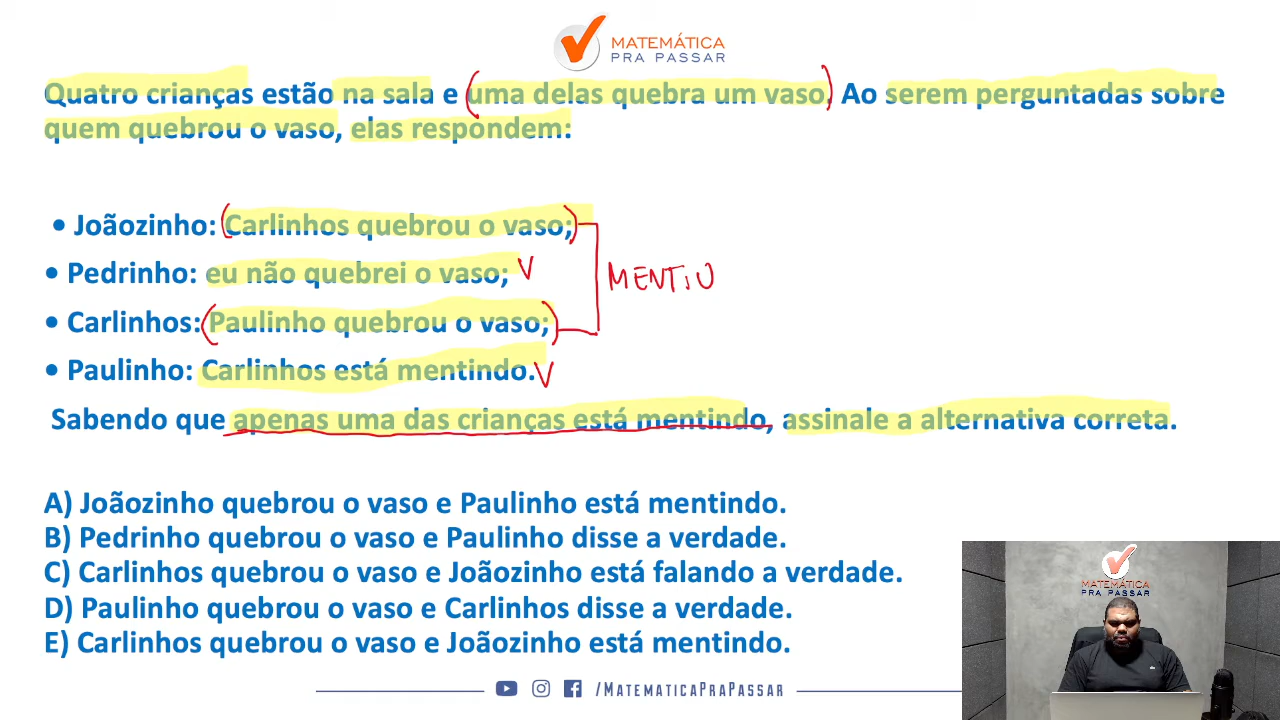 MATEMÁTICA
PRA PASSAR
Quatro crianças estão na sala e (uma delas quebra um vaso.) Ao serem perguntadas sobre
quem quebrou o vaso, elas respondem:
• Joãozinho: (Carlinhos quebrou o vaso;)
• Pedrinho: eu não quebrei o vaso; V
MENTIU
• Carlinhos: (Paulinho quebrou o vaso;)
• Paulinho: Carlinhos está mentindo. V
Sabendo que apenas uma das crianças está mentindo, assinale a alternativa correta.
A) Joãozinho quebrou o vaso e Paulinho está mentindo.
B) Pedrinho quebrou o vaso e Paulinho disse a verdade.
C) Carlinhos quebrou o vaso e Joãozinho está falando a verdade.
D) Paulinho quebrou o vaso e Carlinhos disse a verdade.
E) Carlinhos quebrou o vaso e Joãozinho está mentindo.
MATEMÁTICA
PRA PASSAR
/MatematicaPraPassar